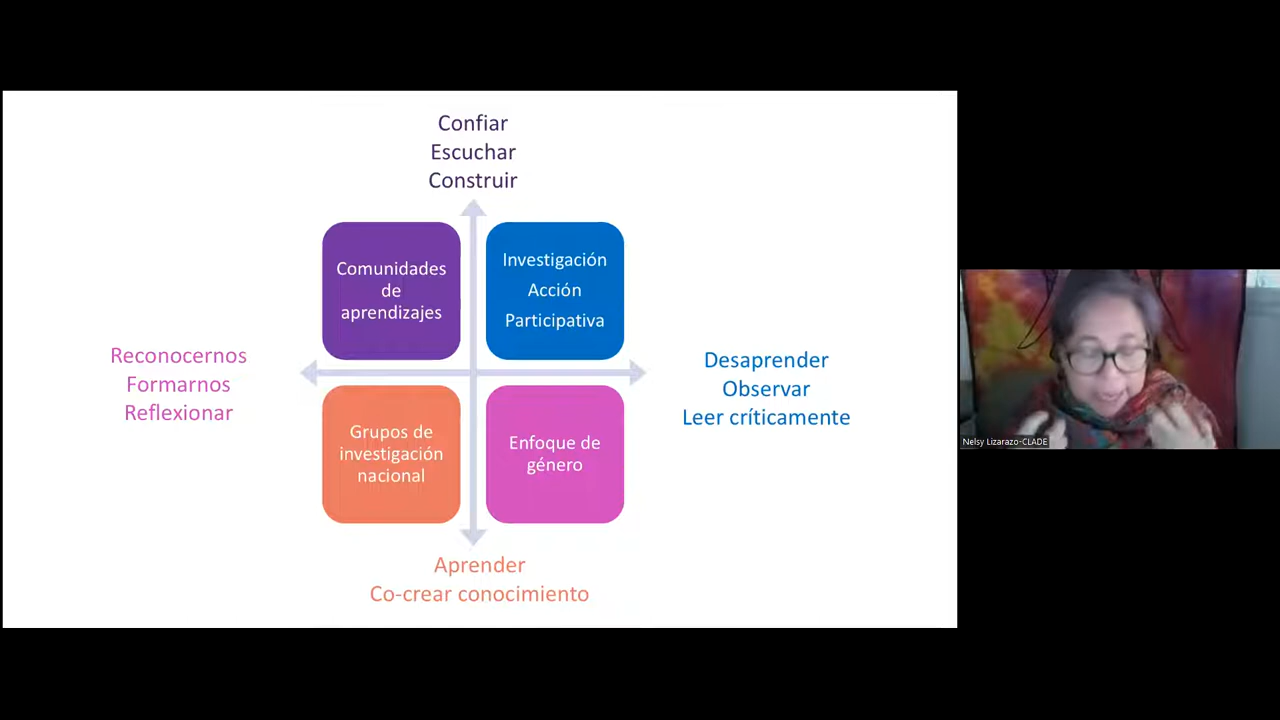 Confiar
Escuchar
Construir
Comunidades
de
aprendizajes
Investigación
Acción
Participativa
Reconocernos
Formarnos
Reflexionar
Desaprender
Observar
Leer críticamente
Grupos de
investigación
nacional
Enfoque de
género
Aprender
Co-crear conocimiento
Nelsy Lizarazo-CLADE